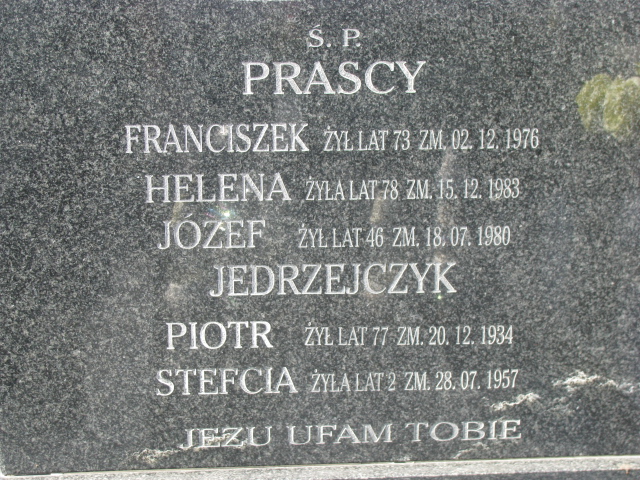 Ś. P.
PRASCY
FRANCISZEK ŻYŁ LAT 73 ZM. 02. 12. 1976
HELENA ŻYŁA LAT 78 ZM. 15. 12. 1983
JÓZEF ŻYŁ LAT 46 ZM. 18. 07. 1980
JEDRZEJCZYK
PIOTR ŻYŁ LAT 77 ZM. 20. 12. 1934
STEFCIA ŻYŁA LAT 2 ZM. 28. 07. 1957
JEZU UFAM TOBIE